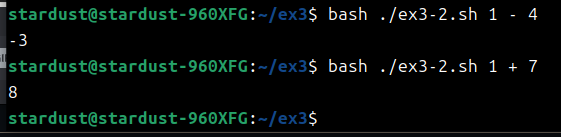 stardust@stardust-960XFG:~/ex3$ bash ./ex3-2.sh 1 - 4
-3
stardust@stardust-960XFG:~/ex3$ bash ./ex3-2.sh 1 + 7
8
stardust@stardust-960XFG:~/ex3$